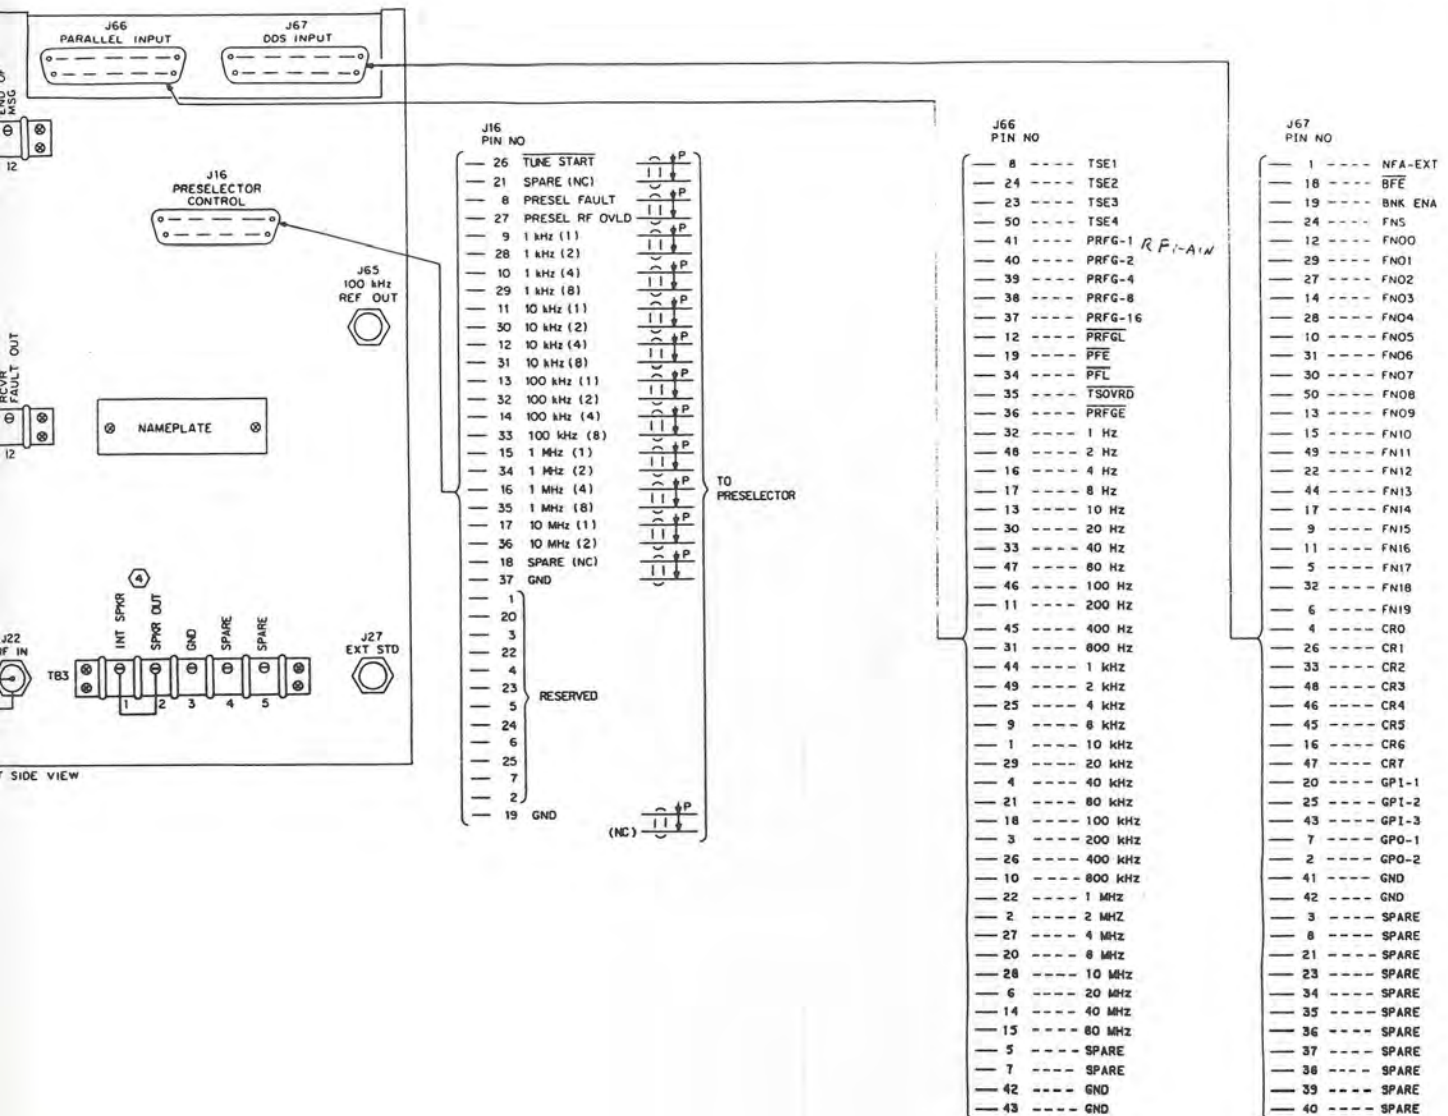 J66
PARALLEL INPUT
J67
DDS INPUT
END OF
MSG
12
J16
PRESELECTOR
CONTROL
J65
100 kHz
REF OUT
RCVR
FAULT OUT
12
NAMEPLATE
4
INT SPKR
SPKR OUT
GND
SPARE
SPARE
J22
IF IN
TB3
1 2 3 4 5
J27
EXT STD
T SIDE VIEW
J16
PIN NO
26 TUNE START
21 SPARE (NC)
8 PRESEL FAULT
27 PRESEL RF OVLD
9 1 kHz (1)
28 1 kHz (2)
10 1 kHz (4)
29 1 kHz (8)
11 10 kHz (1)
30 10 kHz (2)
12 10 kHz (4)
31 10 kHz (8)
13 100 kHz (1)
32 100 kHz (2)
14 100 kHz (4)
33 100 kHz (8)
15 1 MHz (1)
34 1 MHz (2)
16 1 MHz (4)
35 1 MHz (8)
17 10 MHz (1)
36 10 MHz (2)
18 SPARE (NC)
37 GND
1
20
3
22
4
23
5
24
6
25
7
2
RESERVED
19 GND
(NC)
P
P
P
P
P
P
P
P
P
P
P
P
P
TO
PRESELECTOR
J66
PIN NO
8 ---- TSE1
24 ---- TSE2
23 ---- TSE3
50 ---- TSE4
41 ---- PRFG-1
40 ---- PRFG-2
39 ---- PRFG-4
38 ---- PRFG-8
37 ---- PRFG-16
12 ---- PRFGL
19 ---- PFE
34 ---- PFL
35 ---- TSOVRD
36 ---- PRFGE
32 ---- 1 Hz
48 ---- 2 Hz
16 ---- 4 Hz
17 ---- 8 Hz
13 ---- 10 Hz
30 ---- 20 Hz
33 ---- 40 Hz
47 ---- 80 Hz
46 ---- 100 Hz
11 ---- 200 Hz
45 ---- 400 Hz
31 ---- 800 Hz
44 ---- 1 kHz
49 ---- 2 kHz
25 ---- 4 kHz
9 ---- 8 kHz
1 ---- 10 kHz
29 ---- 20 kHz
4 ---- 40 kHz
21 ---- 80 kHz
18 ---- 100 kHz
3 ---- 200 kHz
26 ---- 400 kHz
10 ---- 800 kHz
22 ---- 1 MHz
2 ---- 2 MHZ
27 ---- 4 MHz
20 ---- 8 MHz
28 ---- 10 MHz
6 ---- 20 MHz
14 ---- 40 MHz
15 ---- 80 MHz
5 ---- SPARE
7 ---- SPARE
42 ---- GND
43 ---- GND
J67
PIN NO
1 ---- NFA-EXT
18 ---- BFE
19 ---- BNK ENA
24 ---- FNS
12 ---- FN00
29 ---- FN01
27 ---- FN02
14 ---- FN03
28 ---- FN04
10 ---- FN05
31 ---- FN06
30 ---- FN07
50 ---- FN08
13 ---- FN09
15 ---- FN10
49 ---- FN11
22 ---- FN12
44 ---- FN13
17 ---- FN14
9 ---- FN15
11 ---- FN16
5 ---- FN17
32 ---- FN18
6 ---- FN19
4 ---- CR0
26 ---- CR1
33 ---- CR2
48 ---- CR3
46 ---- CR4
45 ---- CR5
16 ---- CR6
47 ---- CR7
20 ---- GPI-1
25 ---- GPI-2
43 ---- GPI-3
7 ---- GPO-1
2 ---- GPO-2
41 ---- GND
42 ---- GND
3 ---- SPARE
8 ---- SPARE
21 ---- SPARE
23 ---- SPARE
34 ---- SPARE
35 ---- SPARE
36 ---- SPARE
37 ---- SPARE
38 ---- SPARE
39 ---- SPARE
40 ---- SPARE